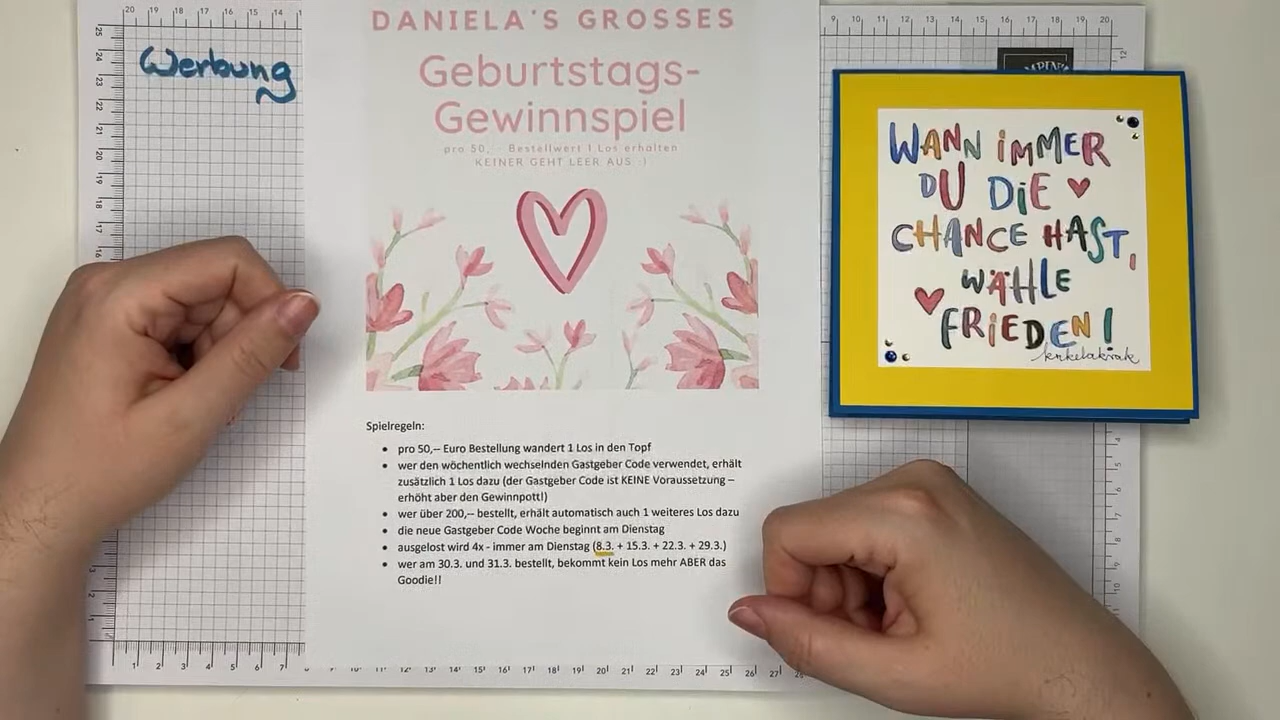 Werbung
DANIELA'S GROSSES
Geburtstags-
Gewinnspiel
pro 50,-- Bestellwert 1 Los erhalten
KEINER GEHT LEER AUS :)
Spielregeln:
• pro 50,-- Euro Bestellung wandert 1 Los in den Topf
• wer den wöchentlich wechselnden Gastgeber Code verwendet, erhält
zusätzlich 1 Los dazu (der Gastgeber Code ist KEINE Voraussetzung –
erhöht aber den Gewinnpott!)
• wer über 200,-- bestellt, erhält automatisch auch 1 weiteres Los dazu
• die neue Gastgeber Code Woche beginnt am Dienstag
• ausgelost wird 4x - immer am Dienstag (8.3. + 15.3. + 22.3. + 29.3.)
• wer am 30.3. und 31.3. bestellt, bekommt kein Los mehr ABER das
Goodie!!
WANN iMMER
DU DiE
CHANCE HAST,
WÄHLE
FRiEDEN!